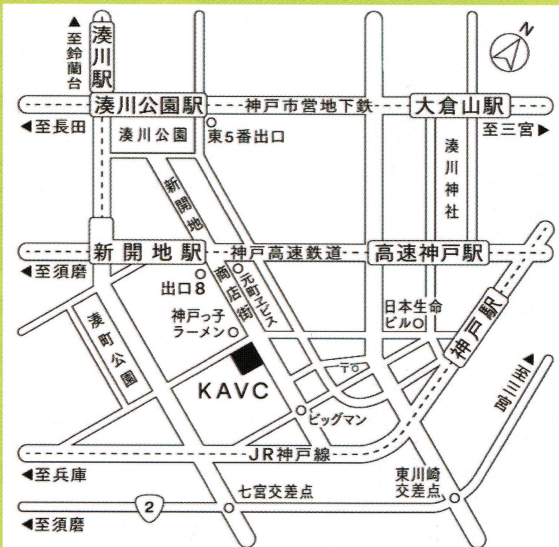 N
▲至鈴蘭台
湊川駅
湊川公園駅
神戸市営地下鉄
大倉山駅
◀至長田
湊川公園
東5番出口
至三宮▶
湊川神社
新開地
商店街
新開地駅
神戸高速鉄道
高速神戸駅
◀至須磨
出口8
元町ヱビス
神戸っ子
ラーメン
日本生命
ビル
神戸駅
湊町公園
〒
KAVC
ビッグマン
▲至三宮
JR神戸線
◀至兵庫
七宮交差点
東川崎
交差点
2
◀至須磨